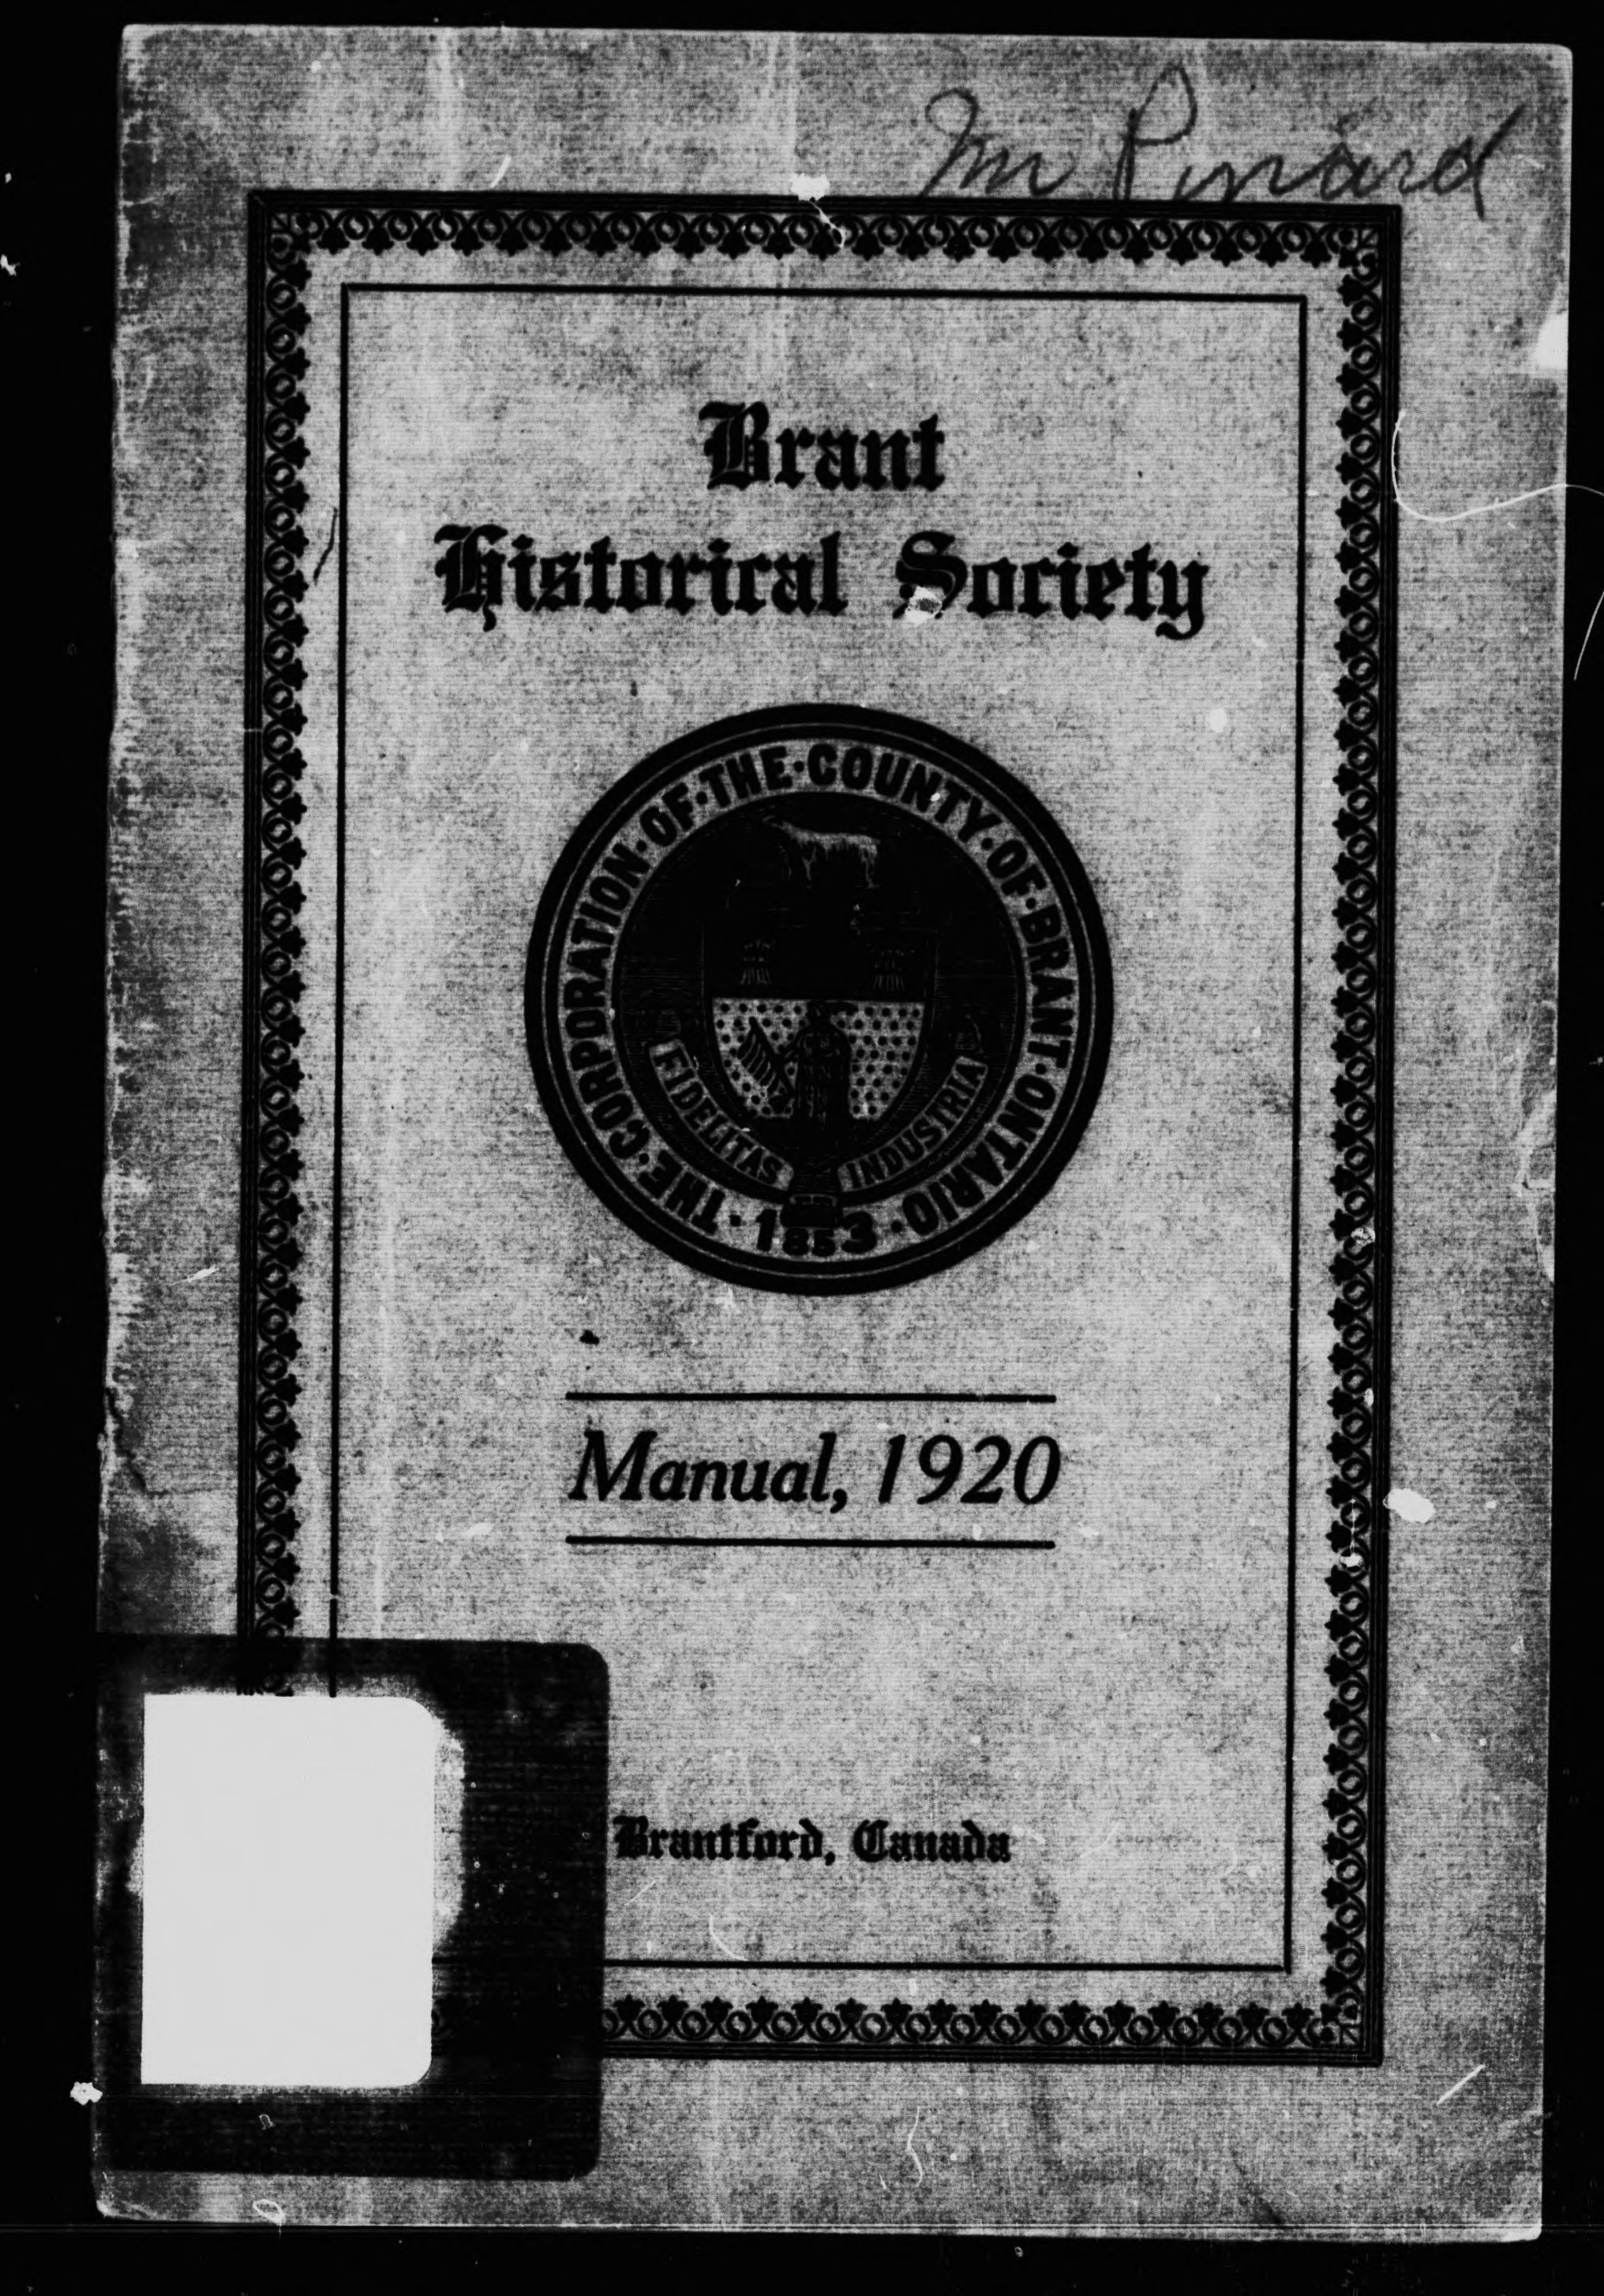 Mr Pinard
Brant
Historical Society
THE·CORPORATION·OF·THE·COUNTY·OF·BRANT·ONTARIO·
FIDELITAS INDUSTRIA
1853
Manual, 1920
Brantford, Canada